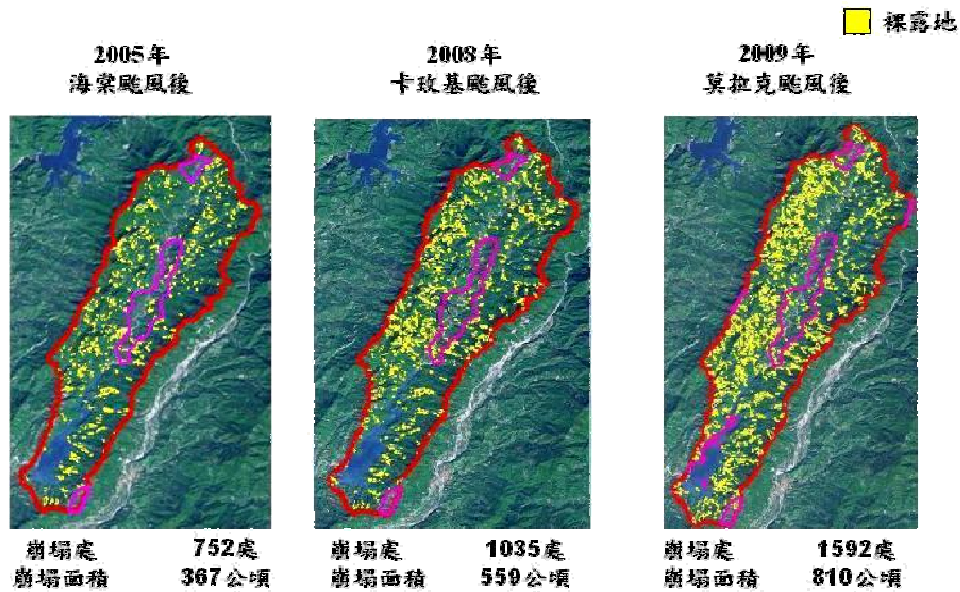 裸露地
2005年
海棠颱風後
2008年
卡玫基颱風後
2009年
莫拉克颱風後
崩塌處 752處
崩塌面積 367公頃
崩塌處 1035處
崩塌面積 559公頃
崩塌處 1592處
崩塌面積 810公頃